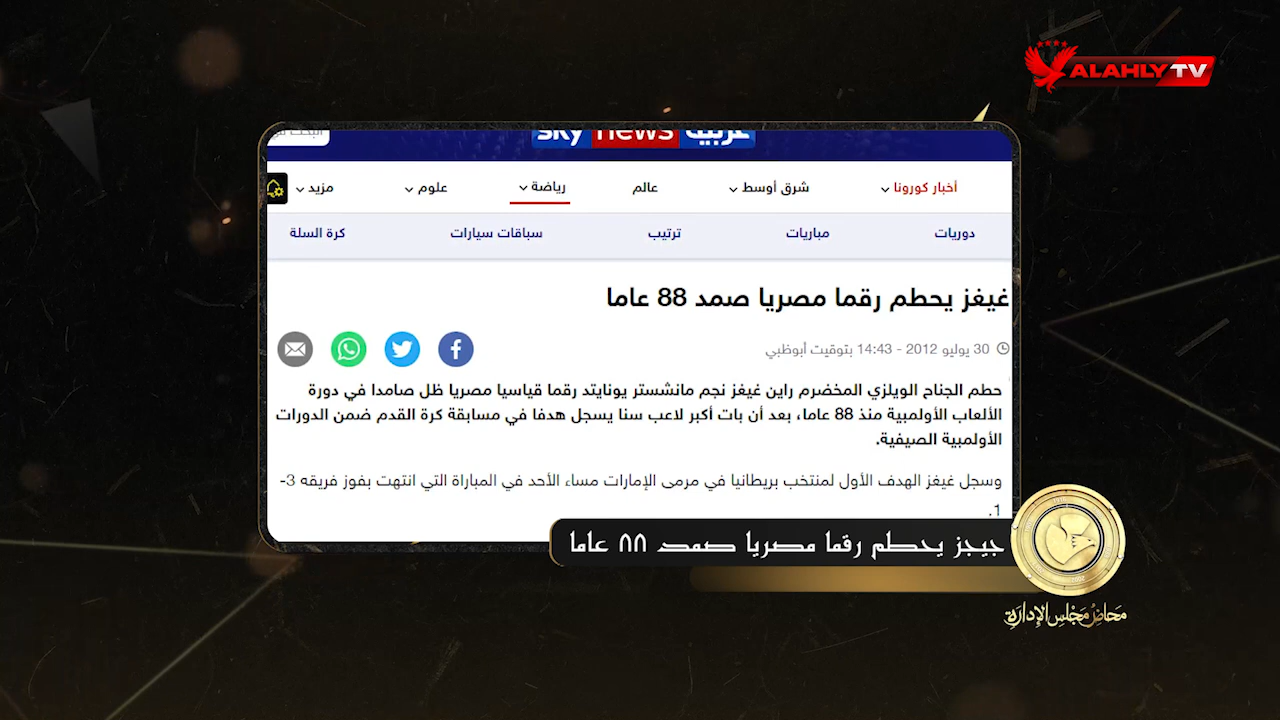 ALAHLY TV
sky news عربية
أخبار كورونا شرق أوسط عالم رياضة علوم مزيد
دوريات مباريات ترتيب سباقات سيارات كرة السلة
غيغز يحطم رقما مصريا صمد 88 عاما
30 يوليو 2012 - 14:43 بتوقيت أبوظبي
حطم الجناح الويلزي المخضرم راين غيغز نجم مانشستر يونايتد رقما قياسيا مصريا ظل صامدا في دورة
الألعاب الأولمبية منذ 88 عاما، بعد أن بات أكبر لاعب سنا يسجل هدفا في مسابقة كرة القدم ضمن الدورات
الأولمبية الصيفية.
وسجل غيغز الهدف الأول لمنتخب بريطانيا في مرمى الإمارات مساء الأحد في المباراة التي انتهت بفوز فريقه 3-
1.
جيجز يحطم رقما مصريا صمد ٨٨ عاما
محاضر مجلس الإدارة